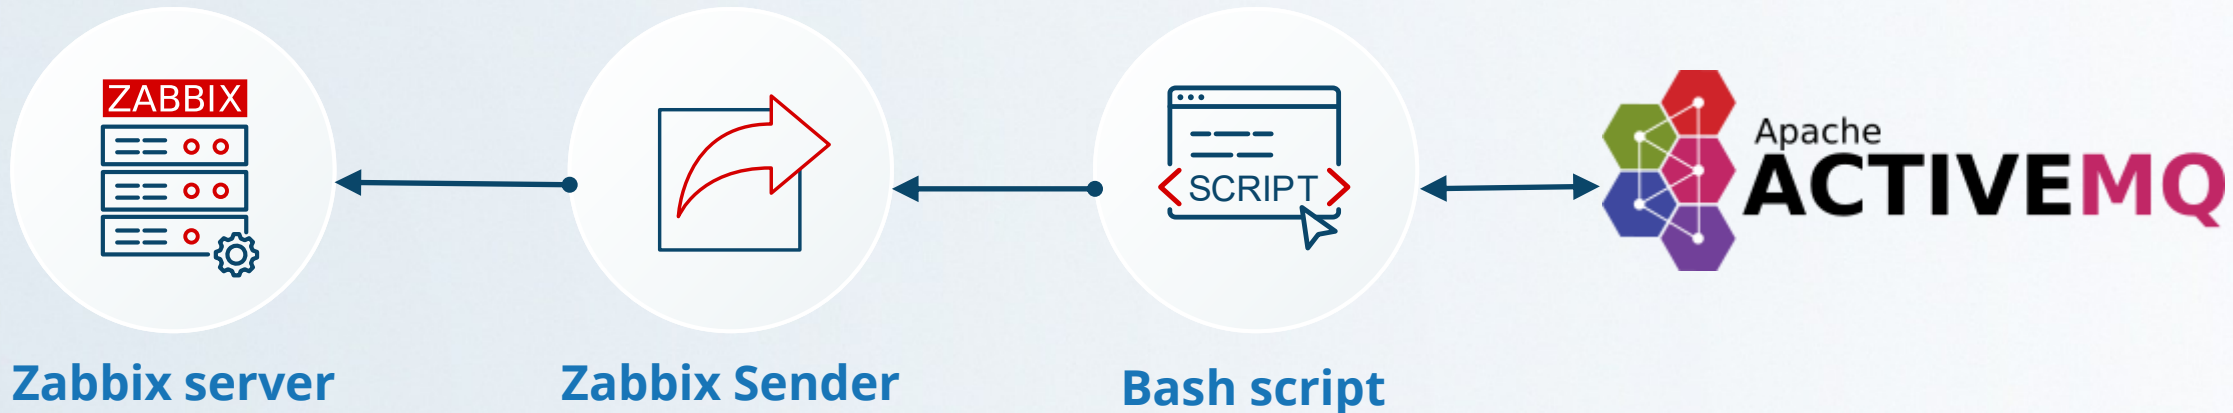 ZABBIX
SCRIPT
Apache
ACTIVEMQ
Zabbix server
Zabbix Sender
Bash script